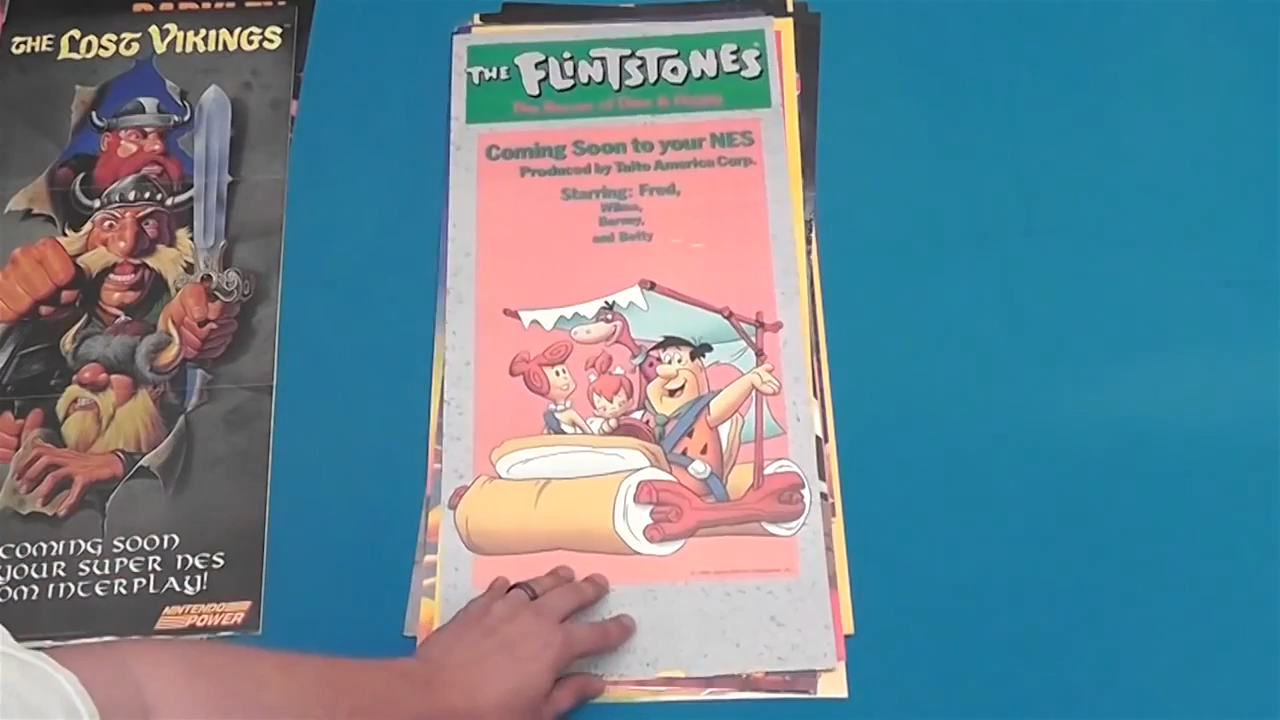 THE LOST VIKINGS
COMING SOON
YOUR SUPER NES
OM INTERPLAY!
NINTENDO
POWER
THE FLINTSTONES
The Rescue of Dino & Hoppy
Coming Soon to your NES
Produced by Taito America Corp.
Starring: Fred,
Wilma,
Barney,
and Betty